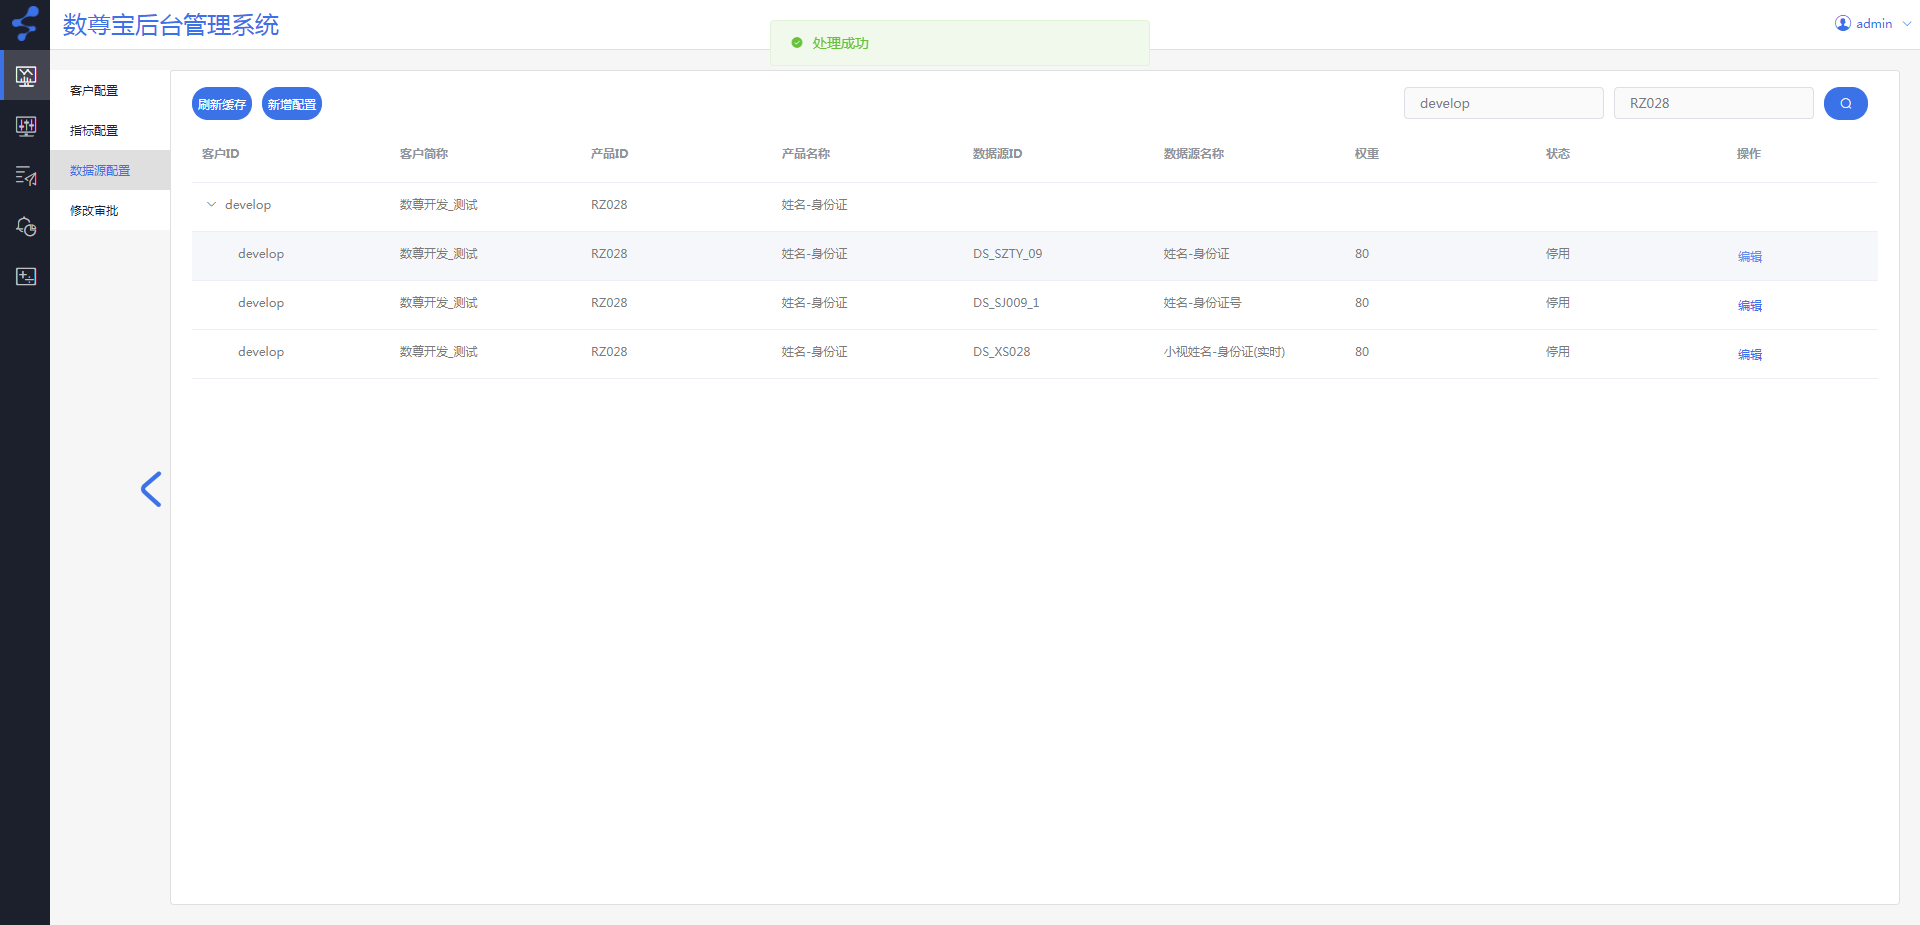 数尊宝后台管理系统
处理成功
admin
客户配置
指标配置
数据源配置
修改审批
刷新缓存 新增配置 develop RZ028
客户ID 客户简称 产品ID 产品名称 数据源ID 数据源名称 权重 状态 操作
develop 数尊开发_测试 RZ028 姓名-身份证
develop 数尊开发_测试 RZ028 姓名-身份证 DS_SZTY_09 姓名-身份证 80 停用 编辑
develop 数尊开发_测试 RZ028 姓名-身份证 DS_SJ009_1 姓名-身份证号 80 停用 编辑
develop 数尊开发_测试 RZ028 姓名-身份证 DS_XS028 小视姓名-身份证(实时) 80 停用 编辑